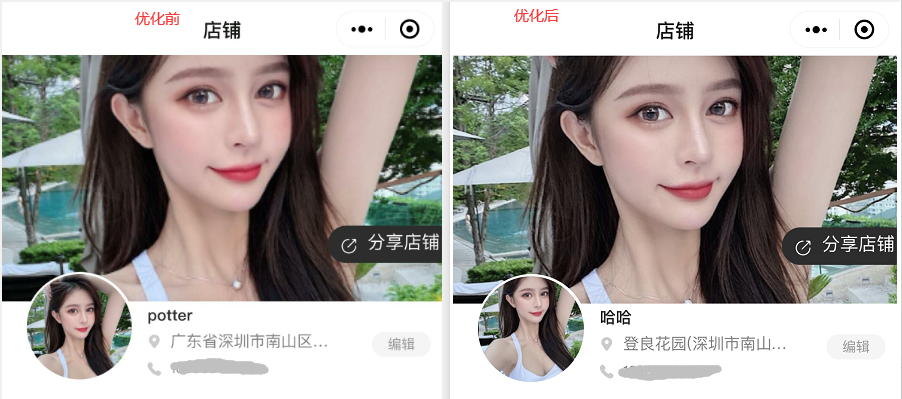 优化前
店铺
分享店铺
potter
广东省深圳市南山区...
编辑
优化后
店铺
分享店铺
哈哈
登良花园(深圳市南山...
编辑